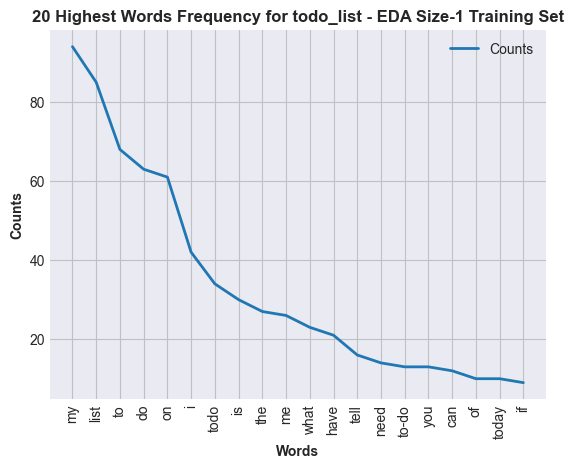 20 Highest Words Frequency for todo_list - EDA Size-1 Training Set
Counts
Counts
80
60
40
20
my
list
to
do
on
i
todo
is
the
me
what
have
tell
need
to-do
you
can
of
today
if
Words